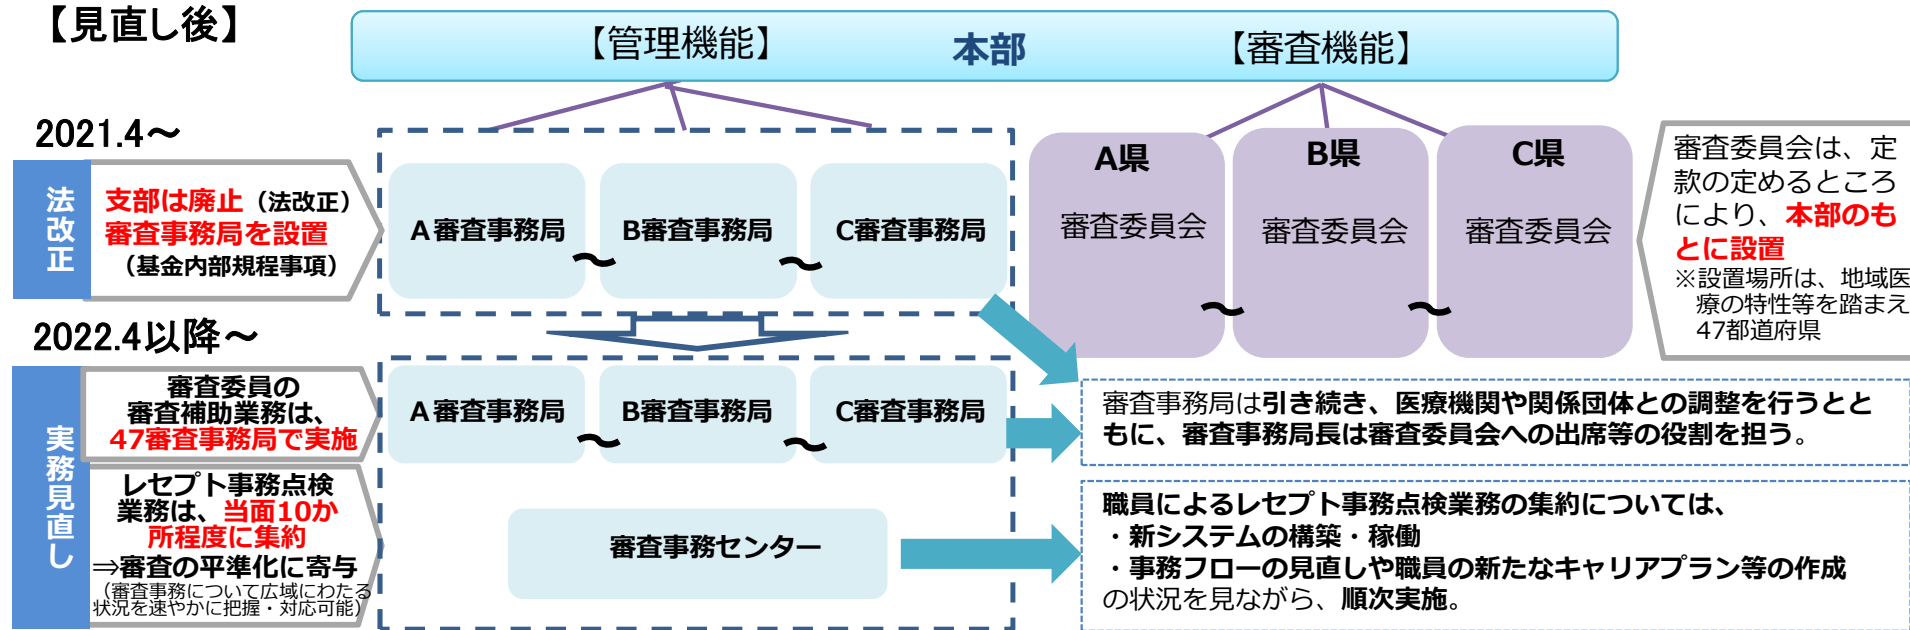 【見直し後】
【管理機能】 本部 【審査機能】
2021.4～
法改正
支部は廃止（法改正）
審査事務局を設置
（基金内部規程事項）
A審査事務局
B審査事務局
C審査事務局
～
～
A県
審査委員会
B県
審査委員会
C県
審査委員会
～
～
審査委員会は、定
款の定めるところ
により、本部のも
とに設置
※設置場所は、地域医
療の特性等を踏まえ
47都道府県
2022.4以降～
実務見直し
審査委員の
審査補助業務は、
47審査事務局で実施
レセプト事務点検
業務は、当面10か
所程度に集約
⇒審査の平準化に寄与
（審査事務について広域にわたる
状況を速やかに把握・対応可能）
A審査事務局
B審査事務局
C審査事務局
～
～
審査事務センター
審査事務局は引き続き、医療機関や関係団体との調整を行うとと
もに、審査事務局長は審査委員会への出席等の役割を担う。
職員によるレセプト事務点検業務の集約については、
・新システムの構築・稼働
・事務フローの見直しや職員の新たなキャリアプラン等の作成
の状況を見ながら、順次実施。